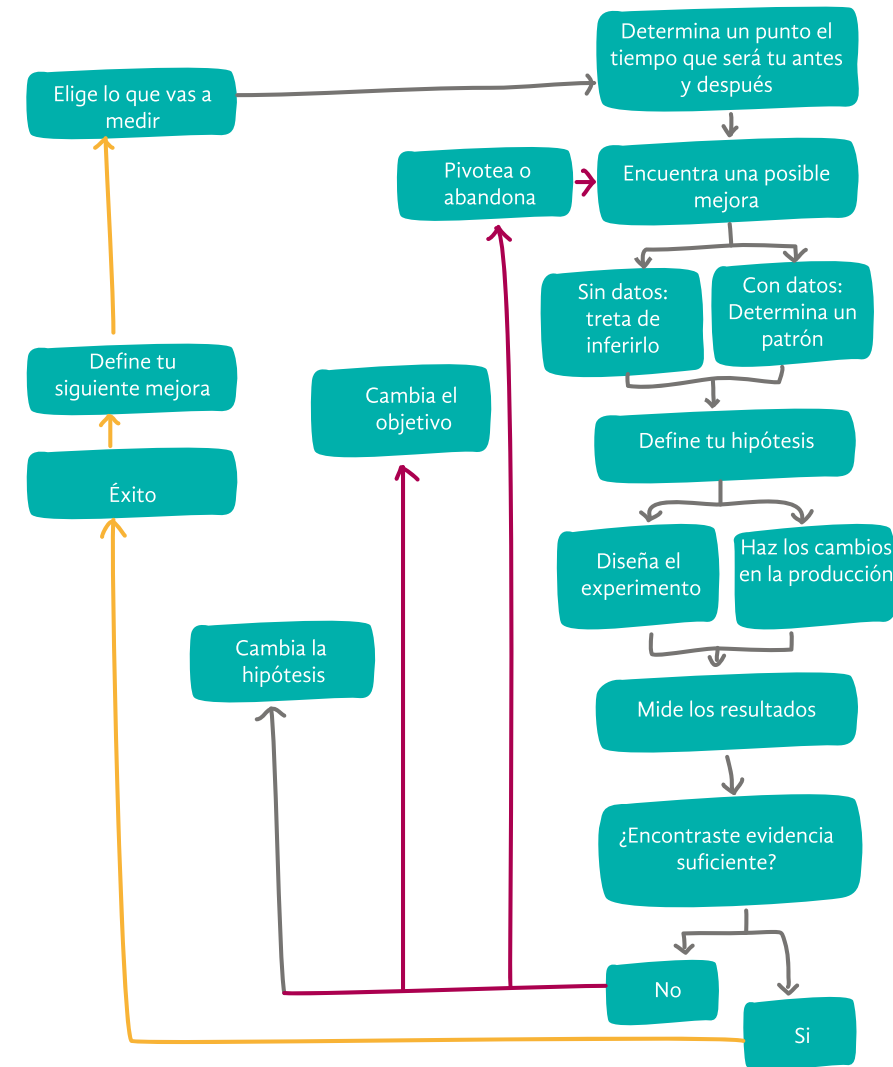 Elige lo que vas a
medir
Determina un punto el
tiempo que será tu antes
y después
Pivotea o
abandona
Encuentra una posible
mejora
Sin datos:
treta de
inferirlo
Con datos:
Determina un
patrón
Define tu
siguiente mejora
Cambia el
objetivo
Define tu hipótesis
Éxito
Diseña el
experimento
Haz los cambios
en la producción
Cambia la
hipótesis
Mide los resultados
¿Encontraste evidencia
suficiente?
No
Si